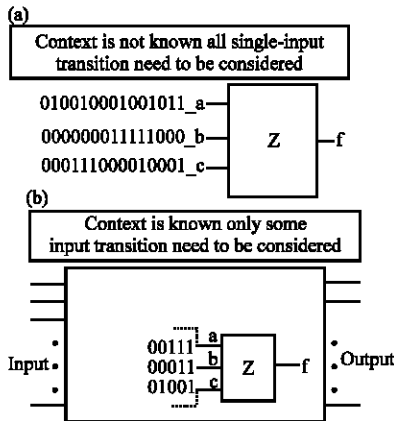 (a)
Context is not known all single-input
transition need to be considered
010010001001011_a
000000011111000_b
000111000010001_c
Z
f
(b)
Context is known only some
input transition need to be considered
Input
00111
a
00011
b
01001
c
Z
f
Output